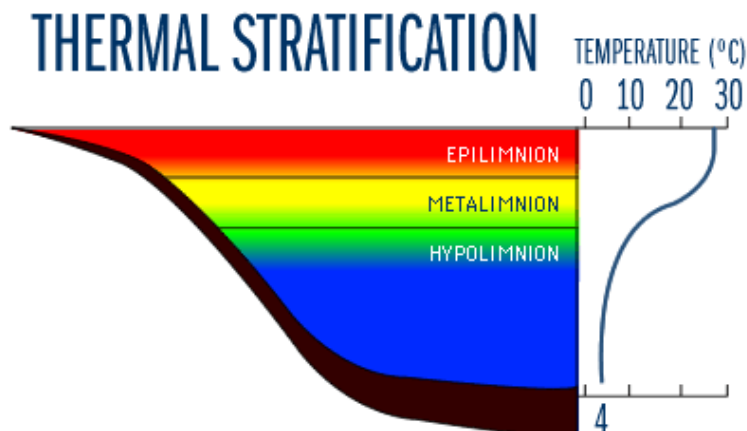 THERMAL STRATIFICATION
TEMPERATURE (°C)
0 10 20 30
EPILIMNION
METALIMNION
HYPOLIMNION
4